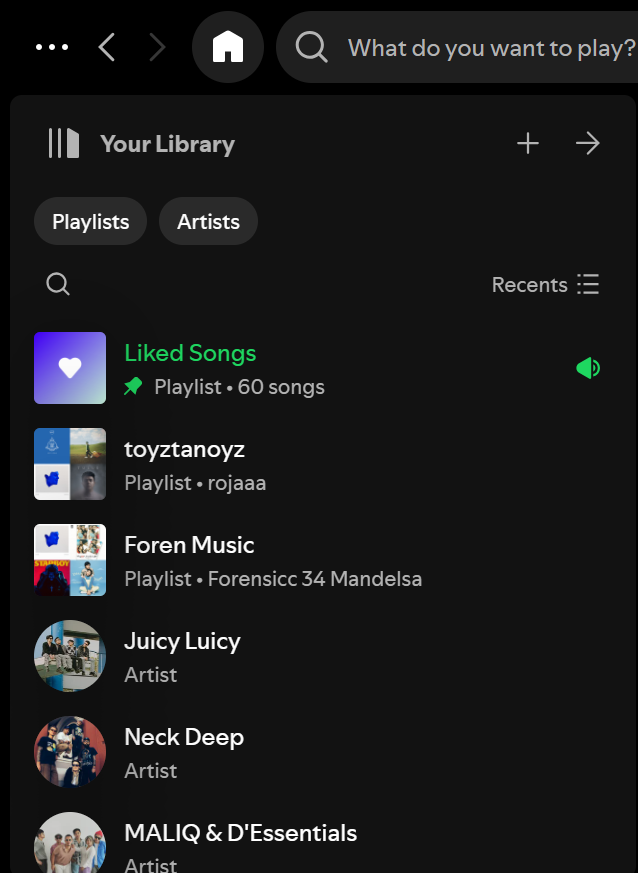 What do you want to play?
Your Library
Playlists
Artists
Recents
Liked Songs
Playlist • 60 songs
toyztanoyz
Playlist • rojaaa
STARBOY
Foren Music
Playlist • Forensicc 34 Mandelsa
Juicy Luicy
Artist
Neck Deep
Artist
MALIQ & D'Essentials
Artist